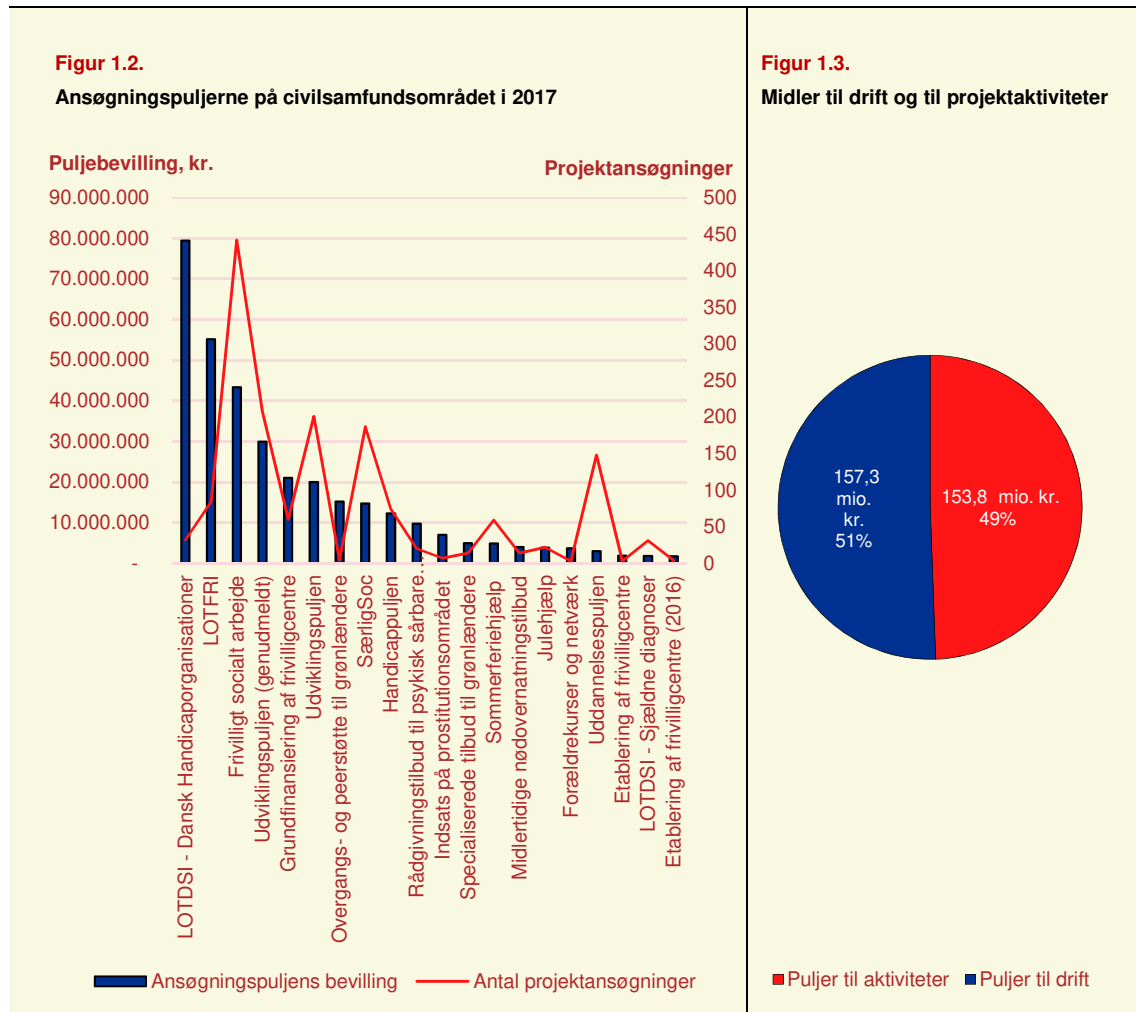 Figur 1.2.
Ansøgningspuljerne på civilsamfundsområdet i 2017
Puljebevilling, kr.
Projektansøgninger
90.000.000
80.000.000
70.000.000
60.000.000
50.000.000
40.000.000
30.000.000
20.000.000
10.000.000
-
500
450
400
350
300
250
200
150
100
50
0
LOTDSI - Dansk Handicaporganisationer
LOTFRI
Frivilligt socialt arbejde
Udviklingspuljen (genudmeldt)
Grundfinansiering af frivilligcentre
Udviklingspuljen
Overgangs- og peerstøtte til grønlændere
SærligSoc
Handicappuljen
Rådgivningstilbud til psykisk sårbare…
Indsats på prostitutionsområdet
Specialiserede tilbud til grønlændere
Sommerferiehjælp
Midlertidige nødovernatningstilbud
Julehjælp
Forældrekurser og netværk
Uddannelsespuljen
Etablering af frivilligcentre
LOTDSI - Sjældne diagnoser
Etablering af frivilligcentre (2016)
Ansøgningspuljens bevilling
Antal projektansøgninger
Figur 1.3.
Midler til drift og til projektaktiviteter
157,3
mio.
kr.
51%
153,8 mio. kr.
49%
Puljer til aktiviteter
Puljer til drift